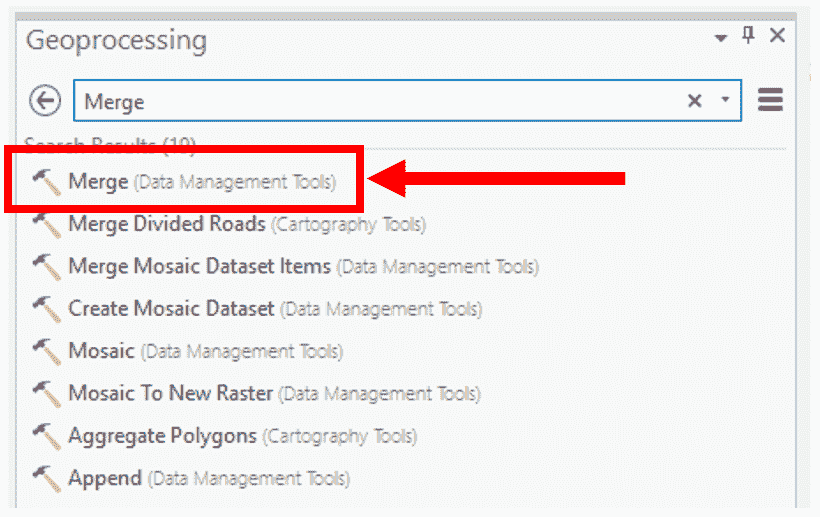 Geoprocessing
Merge
Search Results (19)
Merge (Data Management Tools)
Merge Divided Roads (Cartography Tools)
Merge Mosaic Dataset Items (Data Management Tools)
Create Mosaic Dataset (Data Management Tools)
Mosaic (Data Management Tools)
Mosaic To New Raster (Data Management Tools)
Aggregate Polygons (Cartography Tools)
Append (Data Management Tools)